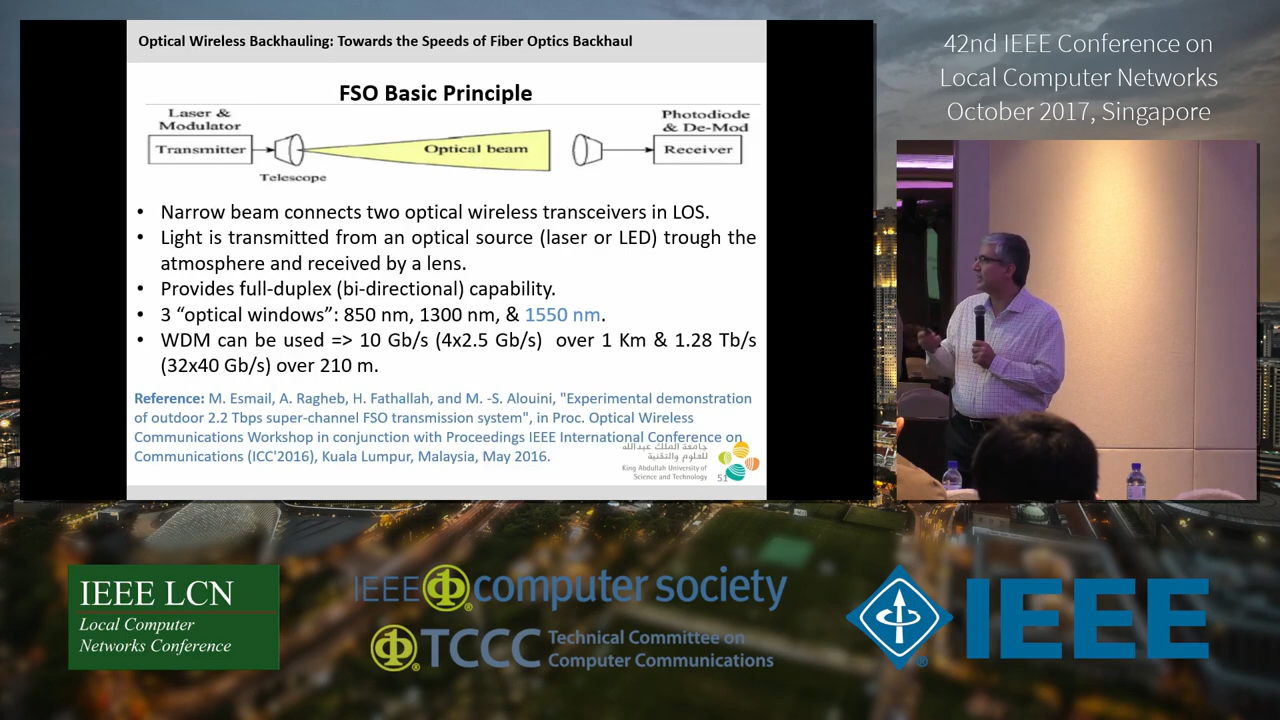 Optical Wireless Backhauling: Towards the Speeds of Fiber Optics Backhaul
FSO Basic Principle
Laser &
Modulator
Transmitter
Telescope
Optical beam
Photodiode
& De-Mod
Receiver
• Narrow beam connects two optical wireless transceivers in LOS.
• Light is transmitted from an optical source (laser or LED) trough the
atmosphere and received by a lens.
• Provides full-duplex (bi-directional) capability.
• 3 “optical windows”: 850 nm, 1300 nm, & 1550 nm.
• WDM can be used => 10 Gb/s (4x2.5 Gb/s) over 1 Km & 1.28 Tb/s
(32x40 Gb/s) over 210 m.
Reference: M. Esmail, A. Ragheb, H. Fathallah, and M. -S. Alouini, "Experimental demonstration
of outdoor 2.2 Tbps super-channel FSO transmission system", in Proc. Optical Wireless
Communications Workshop in conjunction with Proceedings IEEE International Conference on
Communications (ICC'2016), Kuala Lumpur, Malaysia, May 2016.
جامعة الملك عبدالله
للعلوم والتقنية
King Abdullah University of
Science and Technology
51
42nd IEEE Conference on
Local Computer Networks
October 2017, Singapore
IEEE LCN
Local Computer
Networks Conference
IEEE computer society
TCCC Technical Committee on
Computer Communications
IEEE